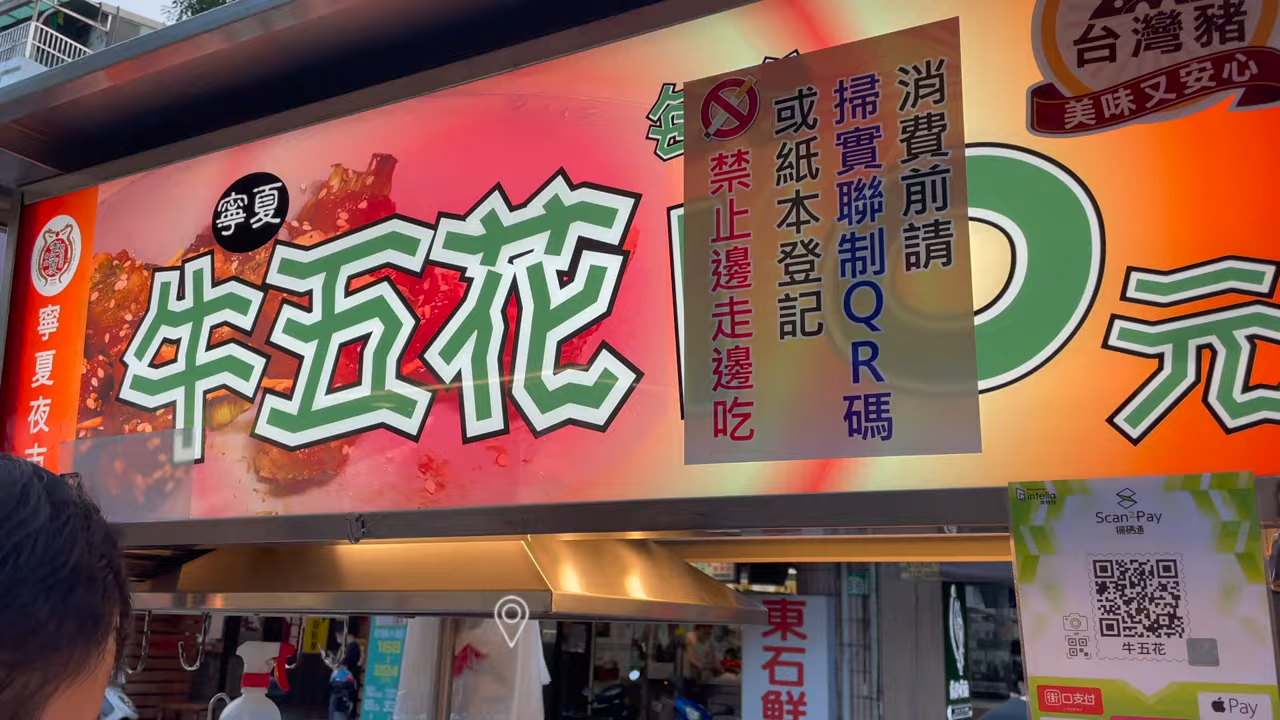 台灣豬
美味又安心
寧夏
牛五花
元
寧夏夜
消費前請
掃實聯制QR碼
或紙本登記
禁止邊走邊吃
intella
Scan2Pay
掃碼通
牛五花
街口支付
Pay
東石鮮